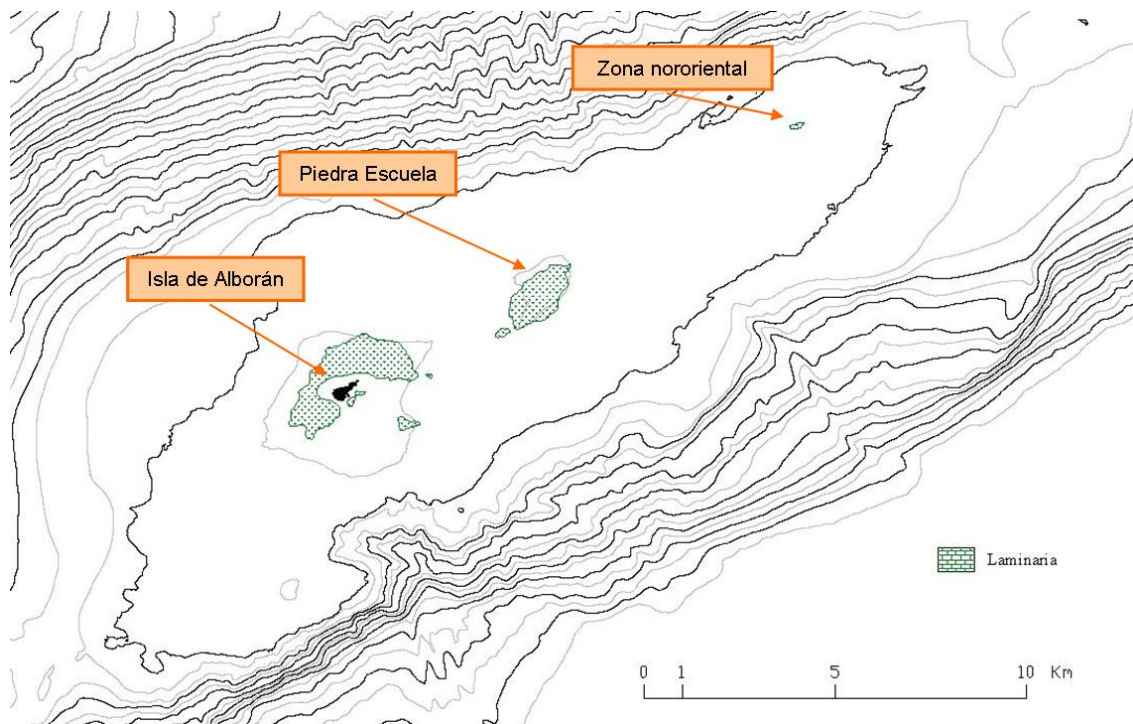 Zona nororiental
Piedra Escuela
Isla de Alborán
Laminaria
0 1 5 10 Km